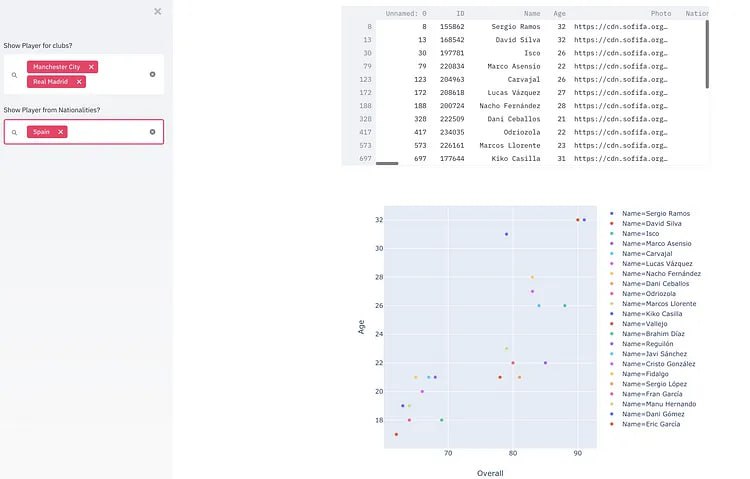 Show Player for clubs?
Manchester City
Real Madrid
Show Player from Nationalities?
Spain
Unnamed: 0 ID Name Age Photo Nation
8 8 155862 Sergio Ramos 32 https://cdn.sofifa.org…
13 13 168542 David Silva 32 https://cdn.sofifa.org…
30 30 197781 Isco 26 https://cdn.sofifa.org…
79 79 220834 Marco Asensio 22 https://cdn.sofifa.org…
123 123 204963 Carvajal 26 https://cdn.sofifa.org…
172 172 208618 Lucas Vázquez 27 https://cdn.sofifa.org…
188 188 200724 Nacho Fernández 28 https://cdn.sofifa.org…
328 328 222509 Dani Ceballos 21 https://cdn.sofifa.org…
417 417 234035 Odriozola 22 https://cdn.sofifa.org…
573 573 226161 Marcos Llorente 23 https://cdn.sofifa.org…
697 697 177644 Kiko Casilla 31 https://cdn.sofifa.org…
32
30
28
26
24
22
20
18
Age
70 80 90
Overall
Name=Sergio Ramos
Name=David Silva
Name=Isco
Name=Marco Asensio
Name=Carvajal
Name=Lucas Vázquez
Name=Nacho Fernández
Name=Dani Ceballos
Name=Odriozola
Name=Marcos Llorente
Name=Kiko Casilla
Name=Vallejo
Name=Brahim Díaz
Name=Reguilón
Name=Javi Sánchez
Name=Cristo González
Name=Fidalgo
Name=Sergio López
Name=Fran García
Name=Manu Hernando
Name=Dani Gómez
Name=Eric García